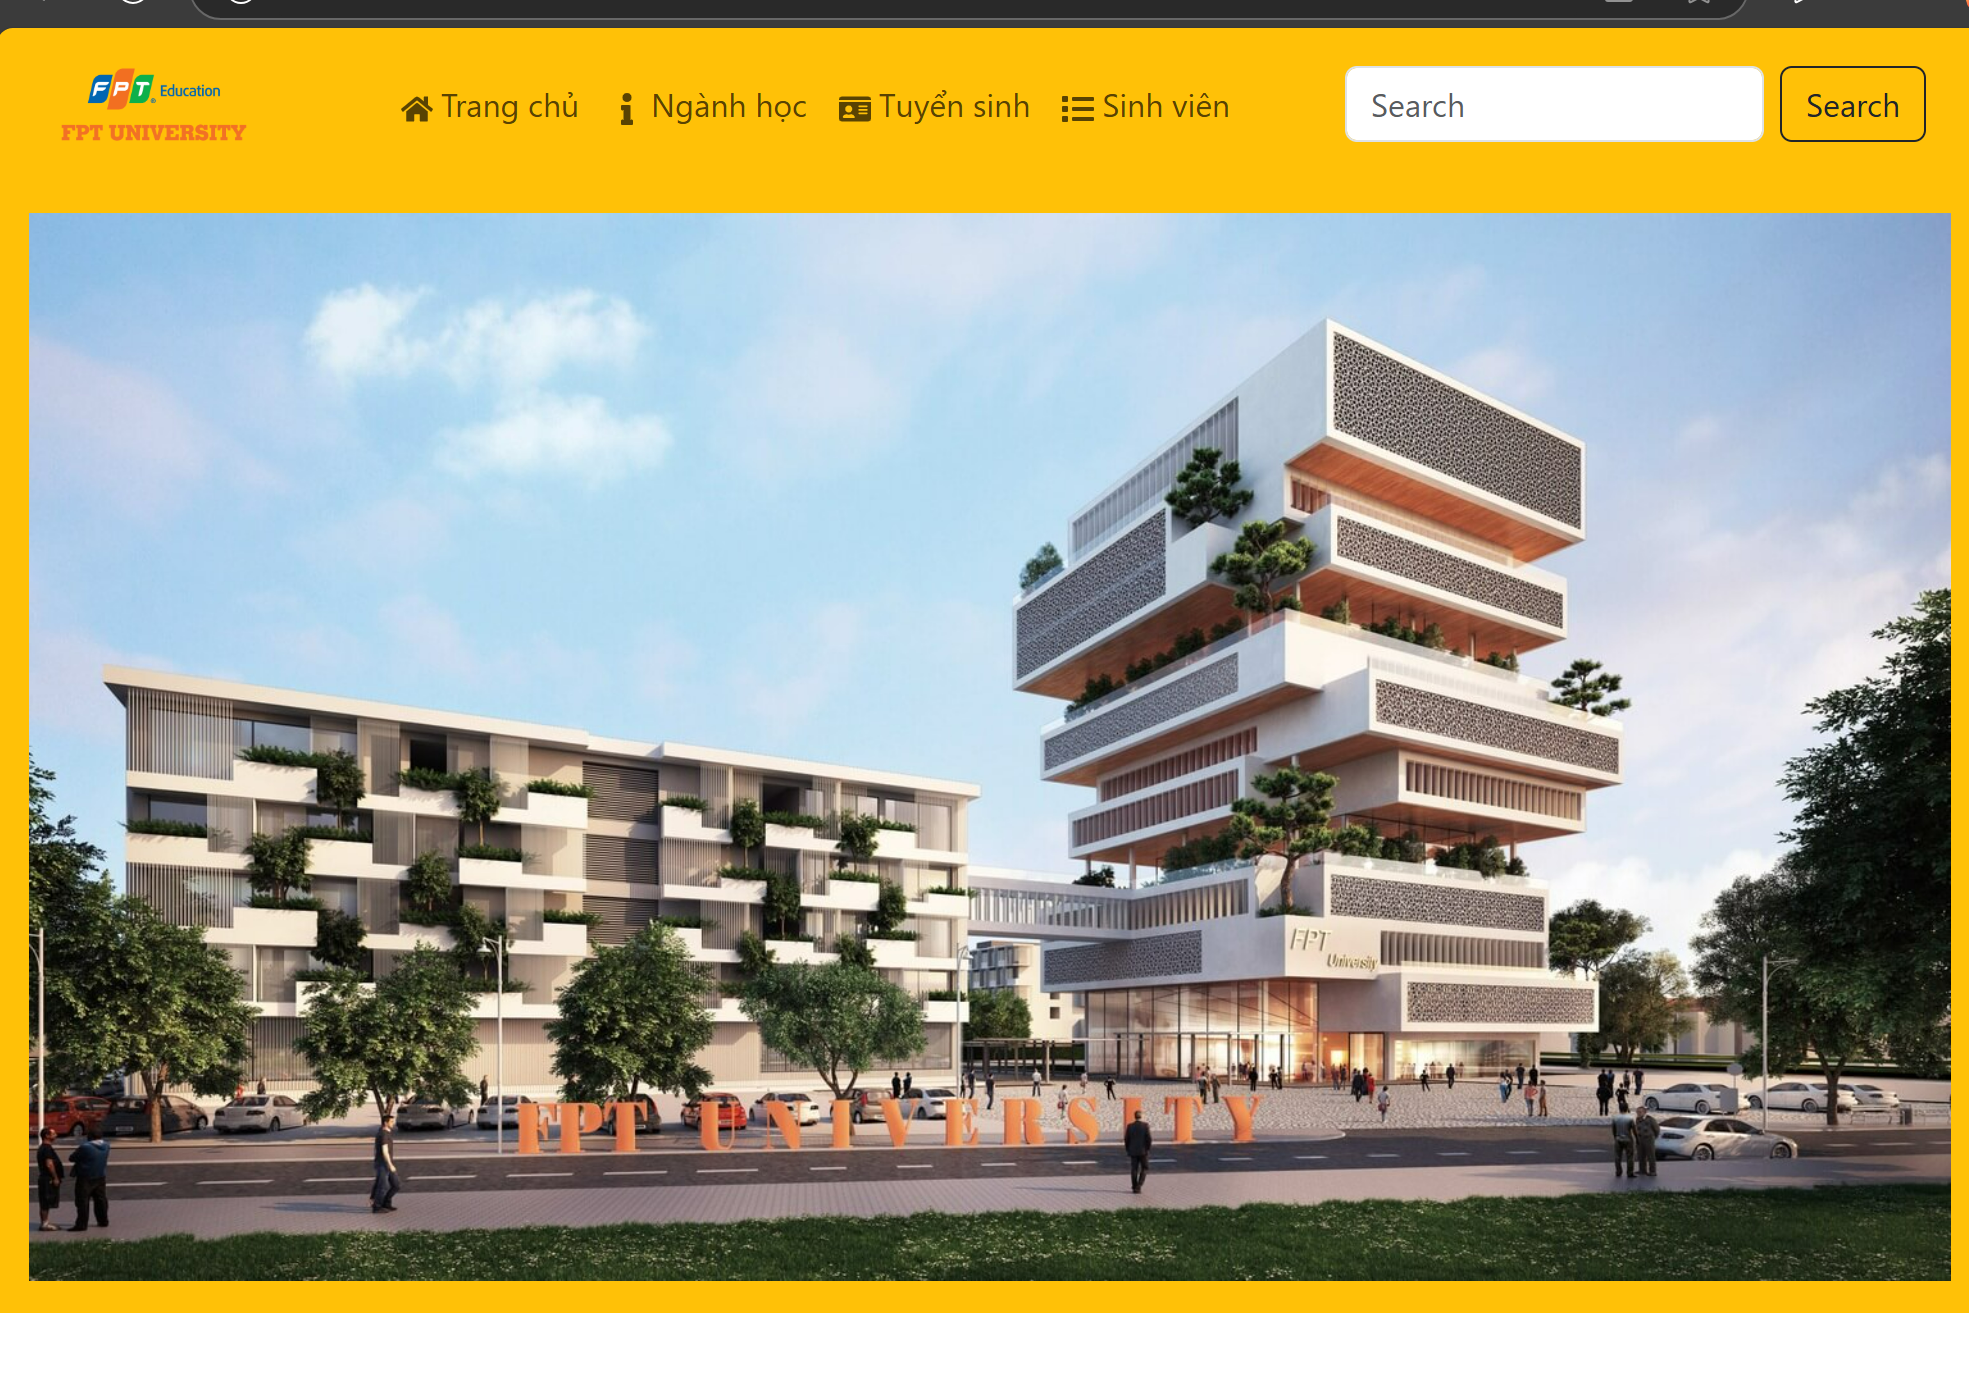 FPT Education
FPT UNIVERSITY
Trang chủ
Ngành học
Tuyển sinh
Sinh viên
Search
Search
FPT
University
FPT UNIVERSITY